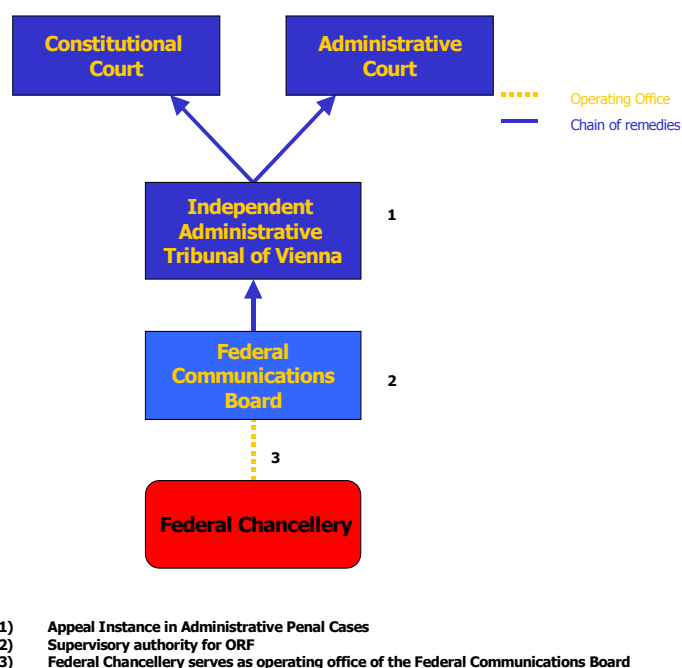 Constitutional
Court
Administrative
Court
Operating Office
Chain of remedies
Independent
Administrative
Tribunal of Vienna
1
Federal
Communications
Board
2
3
Federal Chancellery
1) Appeal Instance in Administrative Penal Cases
2) Supervisory authority for ORF
3) Federal Chancellery serves as operating office of the Federal Communications Board